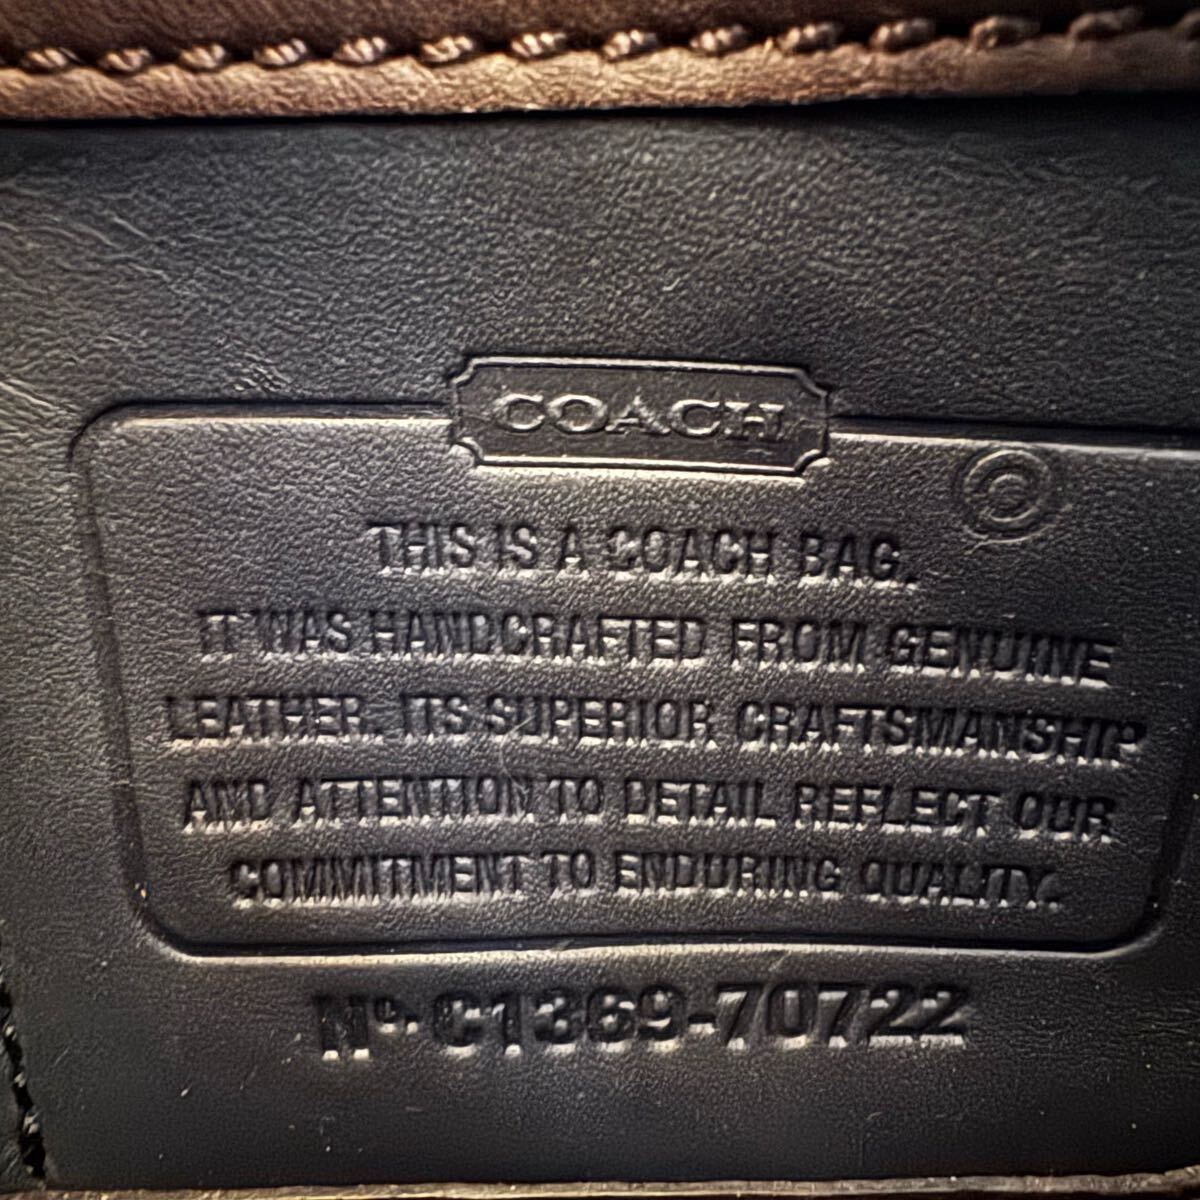 COACH
©
THIS IS A COACH BAG.
IT WAS HANDCRAFTED FROM GENUINE
LEATHER. ITS SUPERIOR CRAFTSMANSHIP
AND ATTENTION TO DETAIL REFLECT OUR
COMMITMENT TO ENDURING QUALITY.
Nº C1369-70722